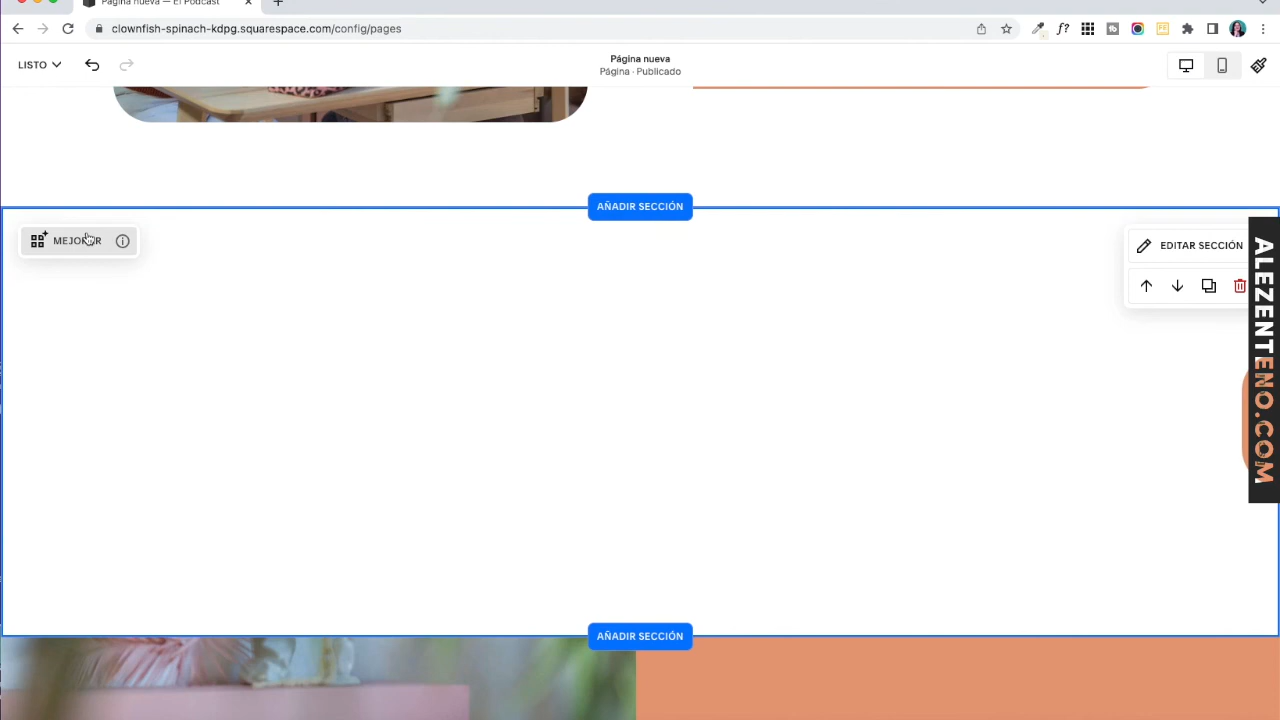 Página nueva — El Podcast
clownfish-spinach-kdpg.squarespace.com/config/pages
f?
FE
LISTO
Página nueva
Página · Publicado
AÑADIR SECCIÓN
MEJORAR
EDITAR SECCIÓN
ALEZENTENO.COM
AÑADIR SECCIÓN